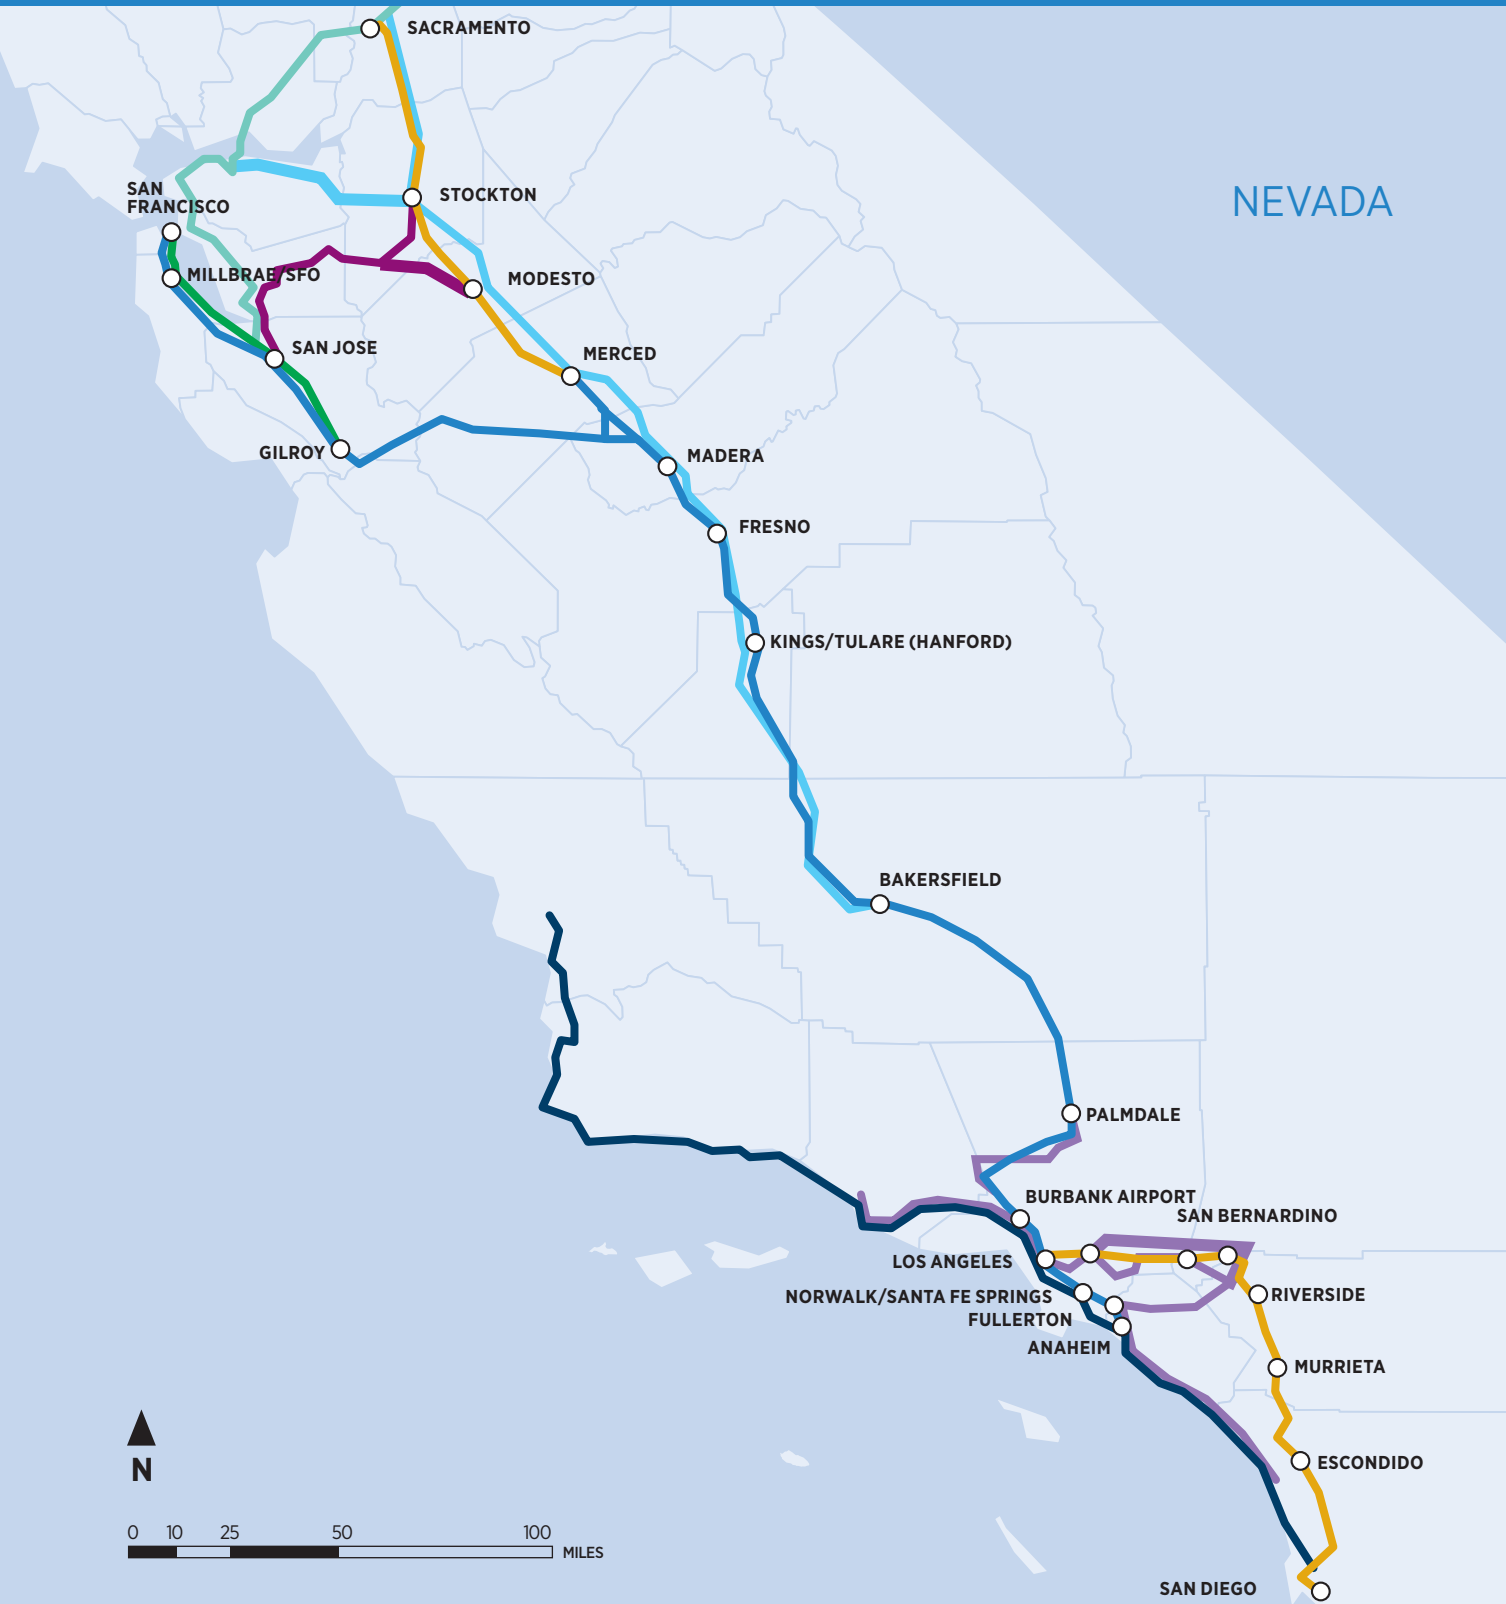 SACRAMENTO
SAN
FRANCISCO
STOCKTON
NEVADA
MILLBRAE/SFO
MODESTO
SAN JOSE
MERCED
GILROY
MADERA
FRESNO
KINGS/TULARE (HANFORD)
BAKERSFIELD
PALMDALE
BURBANK AIRPORT
SAN BERNARDINO
LOS ANGELES
NORWALK/SANTA FE SPRINGS
RIVERSIDE
FULLERTON
ANAHEIM
MURRIETA
ESCONDIDO
N
0 10 25 50 100
MILES
SAN DIEGO